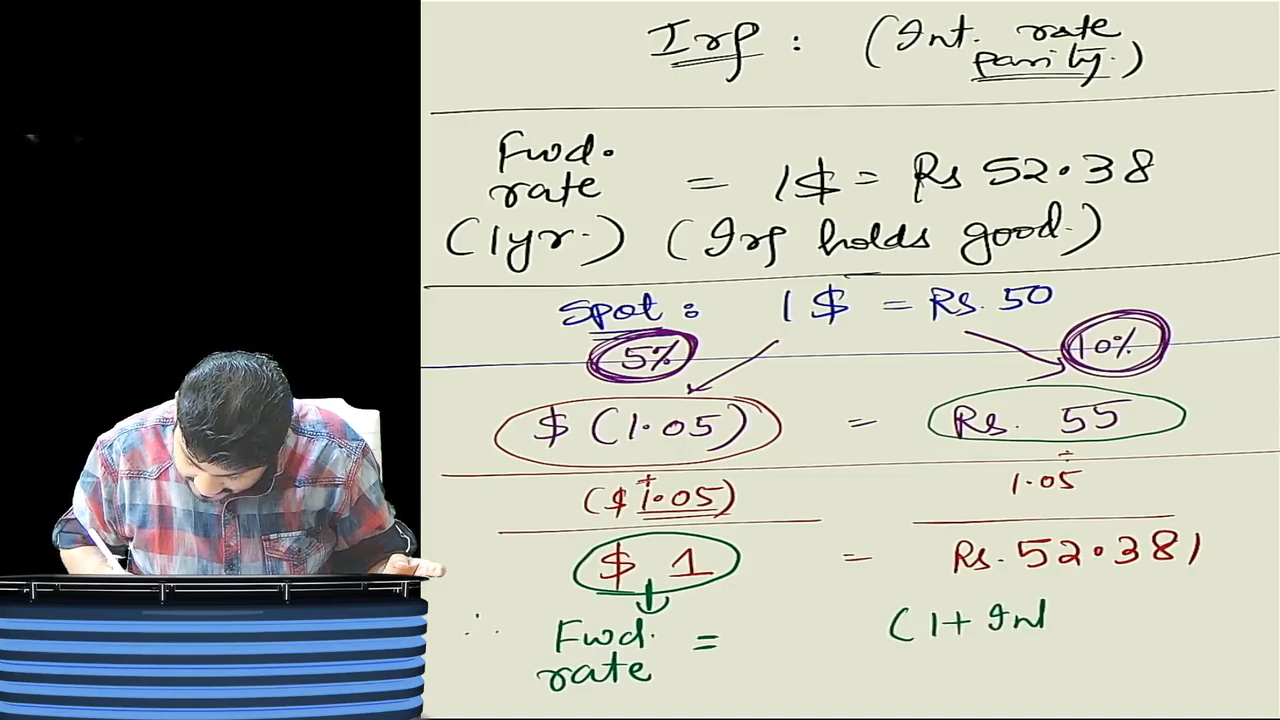 Irp : (Int. rate
parity.)
Fwd.
rate = 1$ = Rs 52.38
(1yr.) (Irp holds good.)
Spot : 1 $ = Rs. 50
5% 10%
$ (1.05) = Rs. 55
÷ ÷
($ 1.05) 1.05
$ 1 = Rs. 52.381
∴ Fwd. = (1+ Int
rate